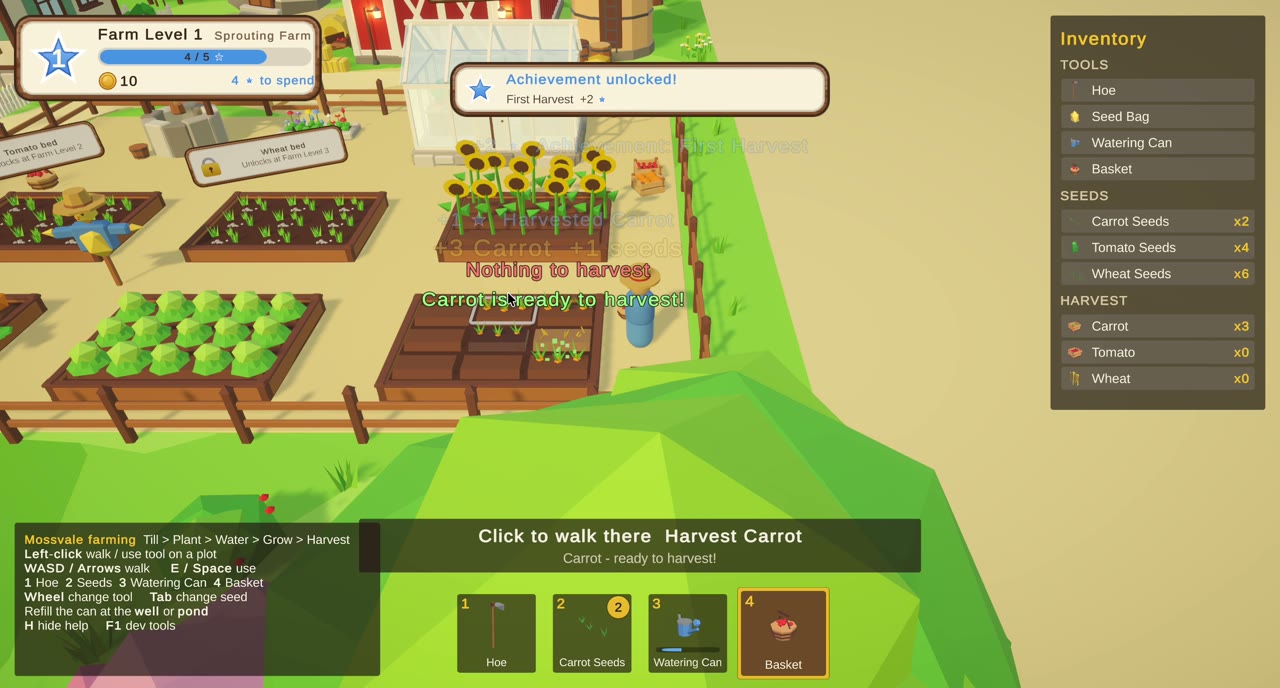 Farm Level 1 Sprouting Farm
1
4 / 5
10
4 to spend
Achievement unlocked!
First Harvest +2
Achievement: First Harvest
Tomato bed
Unlocks at Farm Level 2
Wheat bed
Unlocks at Farm Level 3
+1 ★ Harvested Carrot
+3 Carrot +1 seeds
Nothing to harvest
Carrot is ready to harvest!
Inventory
TOOLS
Hoe
Seed Bag
Watering Can
Basket
SEEDS
Carrot Seeds x2
Tomato Seeds x4
Wheat Seeds x6
HARVEST
Carrot x3
Tomato x0
Wheat x0
Mossvale farming Till > Plant > Water > Grow > Harvest
Left-click walk / use tool on a plot
WASD / Arrows walk E / Space use
1 Hoe 2 Seeds 3 Watering Can 4 Basket
Wheel change tool Tab change seed
Refill the can at the well or pond
H hide help F1 dev tools
Click to walk there Harvest Carrot
Carrot - ready to harvest!
1
Hoe
2
2
Carrot Seeds
3
Watering Can
4
Basket